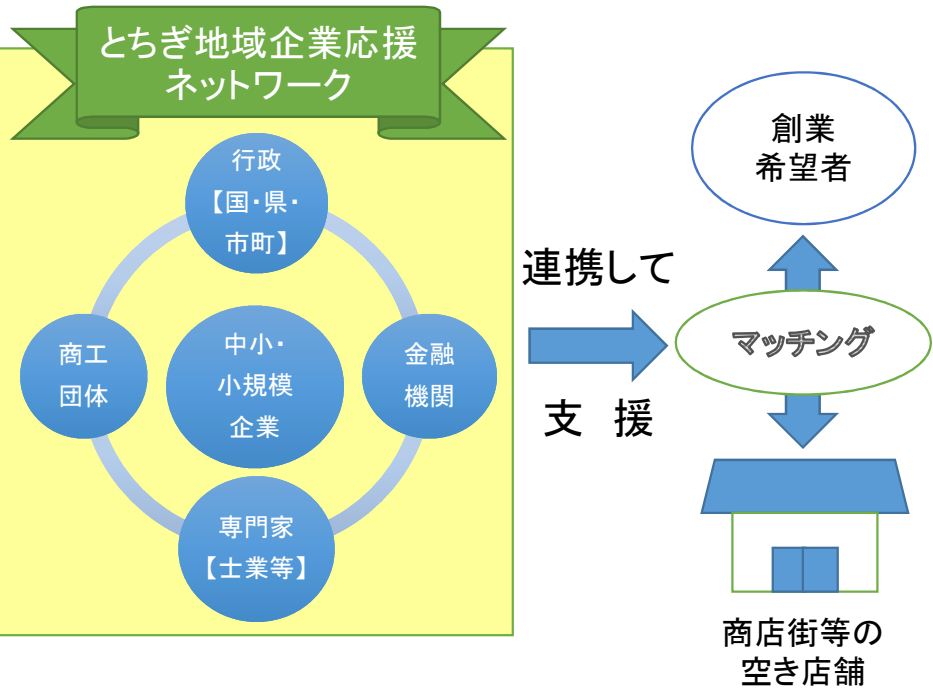 とちぎ地域企業応援
ネットワーク
行政
【国・県・
市町】
商工
団体
中小・
小規模
企業
金融
機関
専門家
【士業等】
連携して
支 援
創業
希望者
マッチング
商店街等の
空き店舗